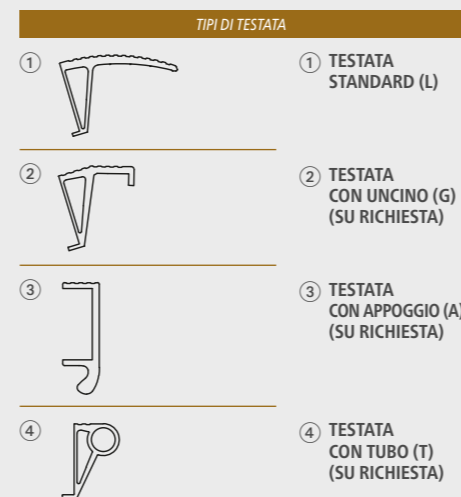 TIPI DI TESTATA
1
1 TESTATA
STANDARD (L)
2
2 TESTATA
CON UNCINO (G)
(SU RICHIESTA)
3
3 TESTATA
CON APPOGGIO (A)
(SU RICHIESTA)
4
4 TESTATA
CON TUBO (T)
(SU RICHIESTA)